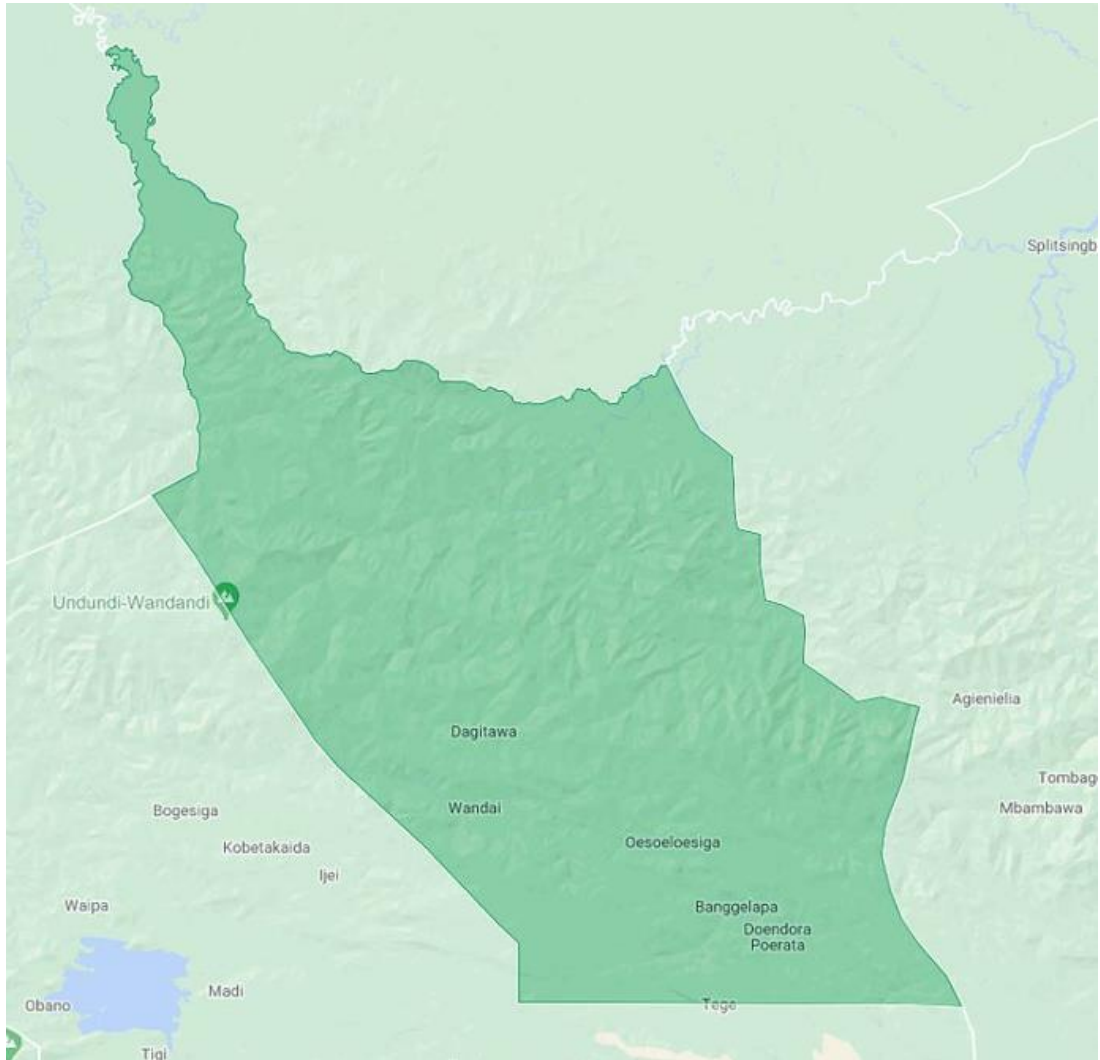 Splitsingb
Undundi-Wandandi
Agienielia
Dagitawa
Tombag
Mbambawa
Wandai
Bogesiga
Oesoeloesiga
Kobetakaida
Ijei
Waipa
Banggelapa
Doendora
Poerata
Madi
Obano
Tege
Tigi